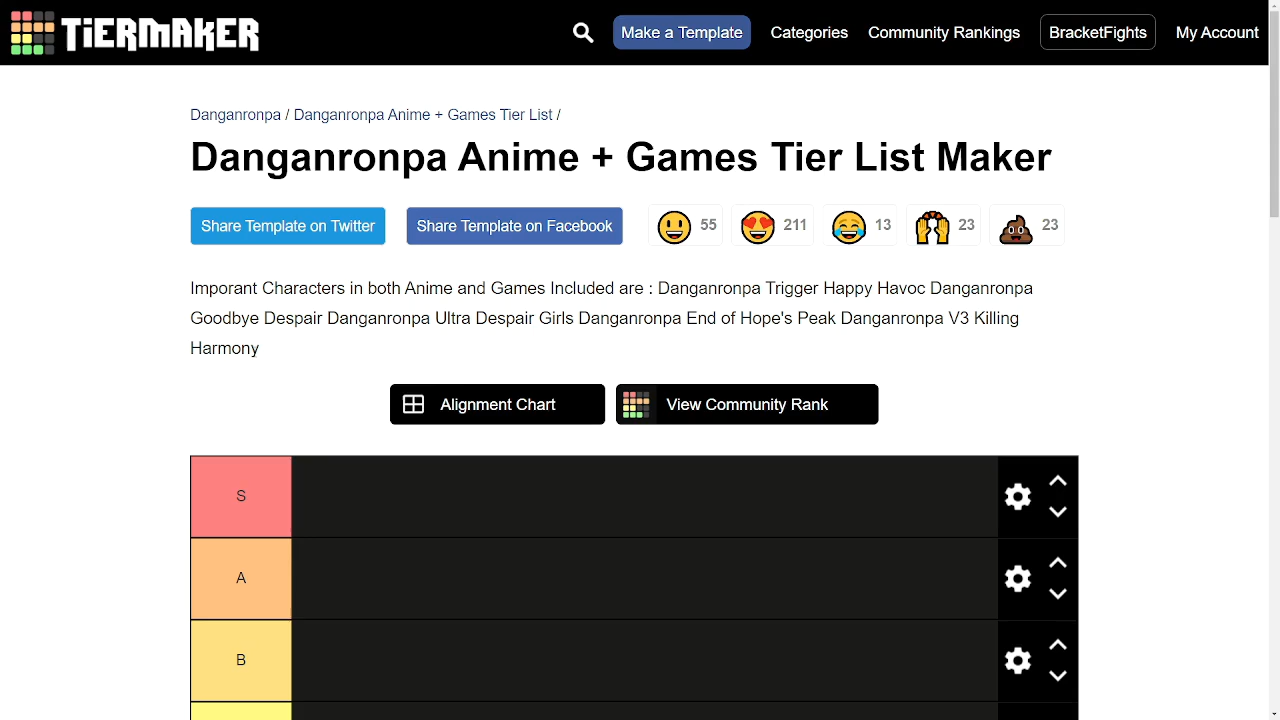 TiERMAKER
Make a Template
Categories
Community Rankings
BracketFights
My Account
Danganronpa / Danganronpa Anime + Games Tier List /
Danganronpa Anime + Games Tier List Maker
Share Template on Twitter
Share Template on Facebook
55
211
13
23
23
Imporant Characters in both Anime and Games Included are : Danganronpa Trigger Happy Havoc Danganronpa
Goodbye Despair Danganronpa Ultra Despair Girls Danganronpa End of Hope's Peak Danganronpa V3 Killing
Harmony
Alignment Chart
View Community Rank
S
A
B